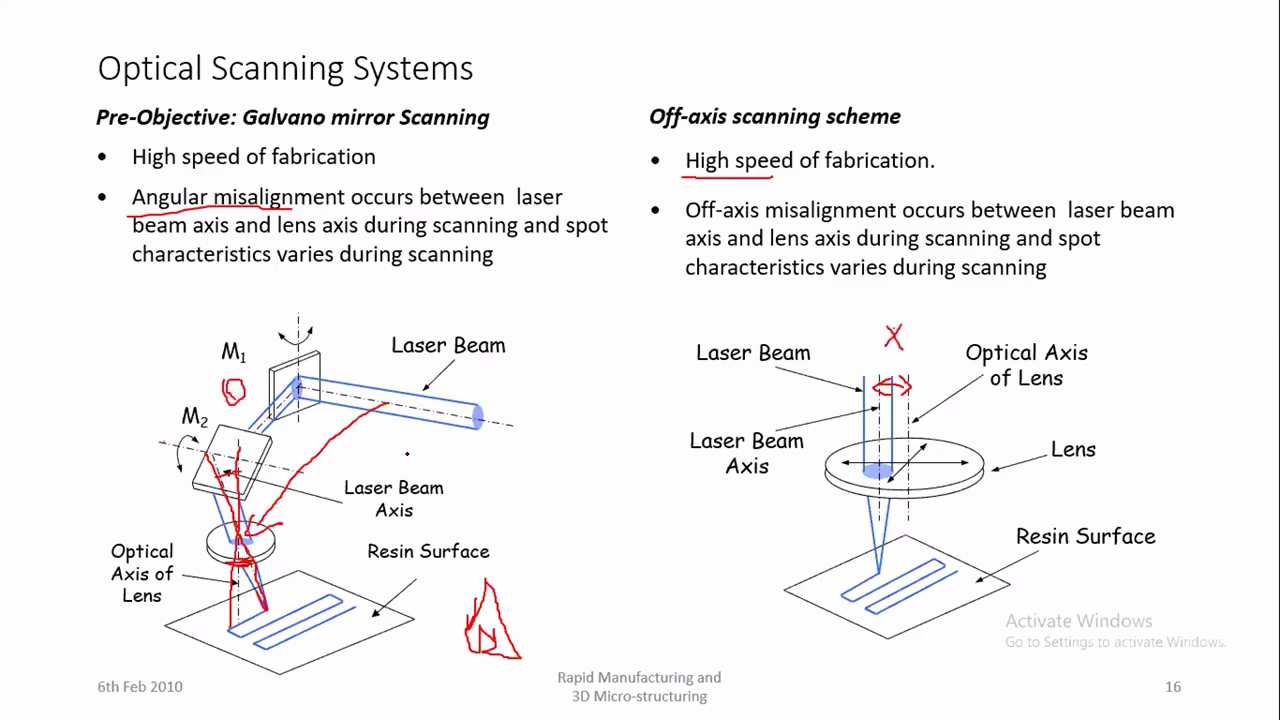 Optical Scanning Systems
Pre-Objective: Galvano mirror Scanning
• High speed of fabrication
• Angular misalignment occurs between laser
beam axis and lens axis during scanning and spot
characteristics varies during scanning
Off-axis scanning scheme
• High speed of fabrication.
• Off-axis misalignment occurs between laser beam
axis and lens axis during scanning and spot
characteristics varies during scanning
M₁
Laser Beam
M₂
Laser Beam
Axis
Optical
Axis of
Lens
Resin Surface
X
Laser Beam
Optical Axis
of Lens
Laser Beam
Axis
Lens
Resin Surface
Activate Windows
Go to Settings to activate Windows.
6th Feb 2010
Rapid Manufacturing and
3D Micro-structuring
16